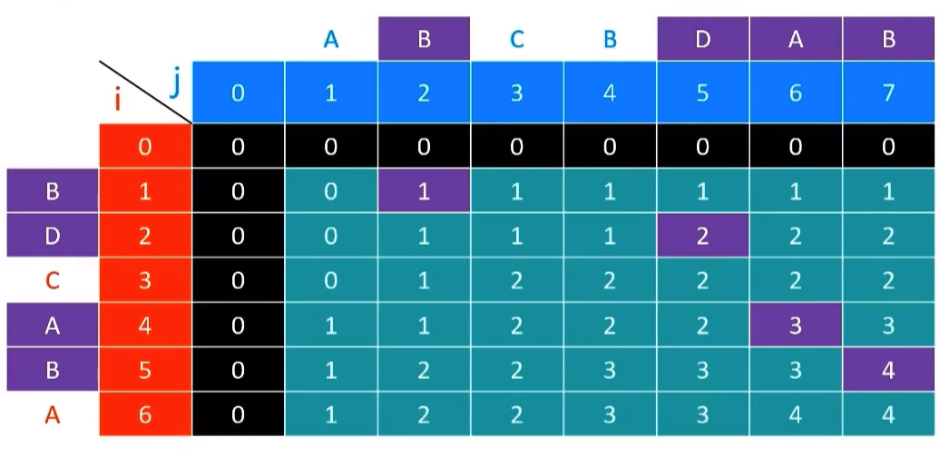 A B C B D A B
j 0 1 2 3 4 5 6 7
i
0 0 0 0 0 0 0 0 0
B 1 0 0 1 1 1 1 1 1
D 2 0 0 1 1 1 2 2 2
C 3 0 0 1 2 2 2 2 2
A 4 0 1 1 2 2 2 3 3
B 5 0 1 2 2 3 3 3 4
A 6 0 1 2 2 3 3 4 4